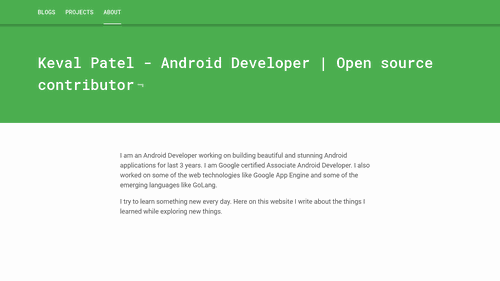 BLOGS PROJECTS ABOUT
Keval Patel - Android Developer | Open source
contributor¬
I am an Android Developer working on building beautiful and stunning Android
applications for last 3 years. I am Google certified Associate Android Developer. I also
worked on some of the web technologies like Google App Engine and some of the
emerging languages like GoLang.
I try to learn something new every day. Here on this website I write about the things I
learned while exploring new things.